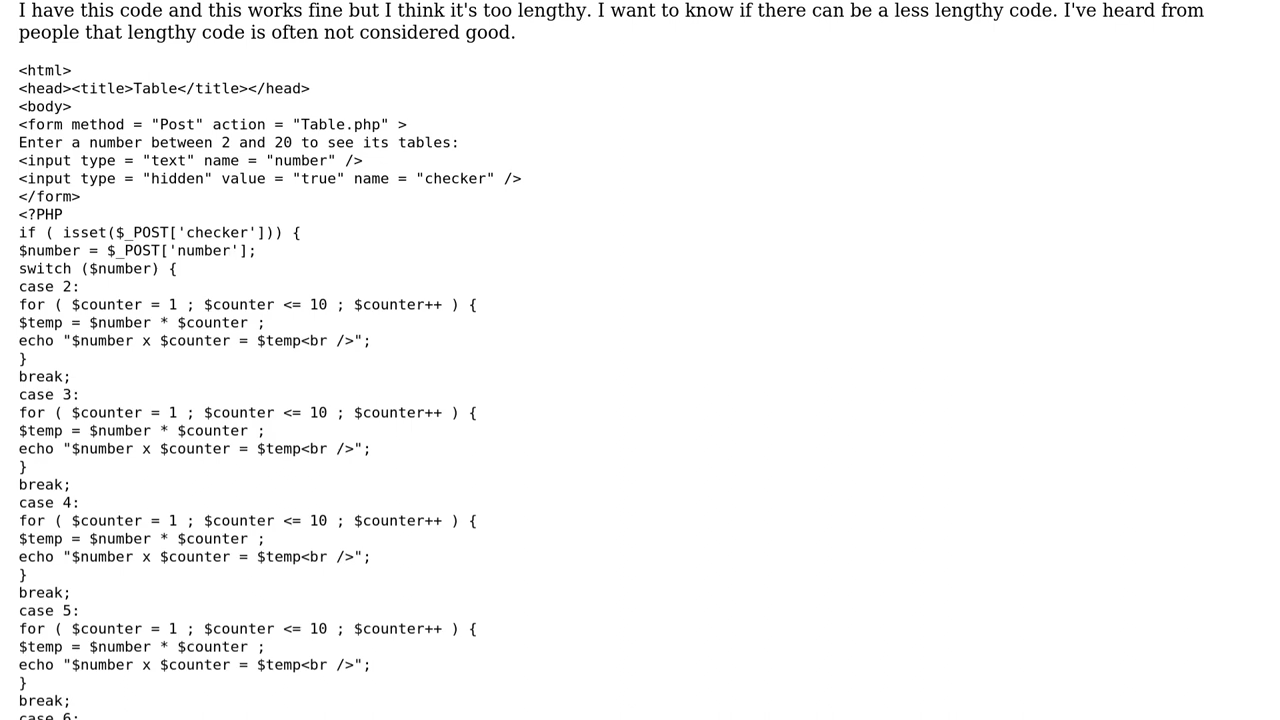 I have this code and this works fine but I think it's too lengthy. I want to know if there can be a less lengthy code. I've heard from
people that lengthy code is often not considered good.
<html>
<head><title>Table</title></head>
<body>
<form method = "Post" action = "Table.php" >
Enter a number between 2 and 20 to see its tables:
<input type = "text" name = "number" />
<input type = "hidden" value = "true" name = "checker" />
</form>
<?PHP
if ( isset($_POST['checker'])) {
$number = $_POST['number'];
switch ($number) {
case 2:
for ( $counter = 1 ; $counter <= 10 ; $counter++ ) {
$temp = $number * $counter ;
echo "$number x $counter = $temp<br />";
}
break;
case 3:
for ( $counter = 1 ; $counter <= 10 ; $counter++ ) {
$temp = $number * $counter ;
echo "$number x $counter = $temp<br />";
}
break;
case 4:
for ( $counter = 1 ; $counter <= 10 ; $counter++ ) {
$temp = $number * $counter ;
echo "$number x $counter = $temp<br />";
}
break;
case 5:
for ( $counter = 1 ; $counter <= 10 ; $counter++ ) {
$temp = $number * $counter ;
echo "$number x $counter = $temp<br />";
}
break;
case 6: